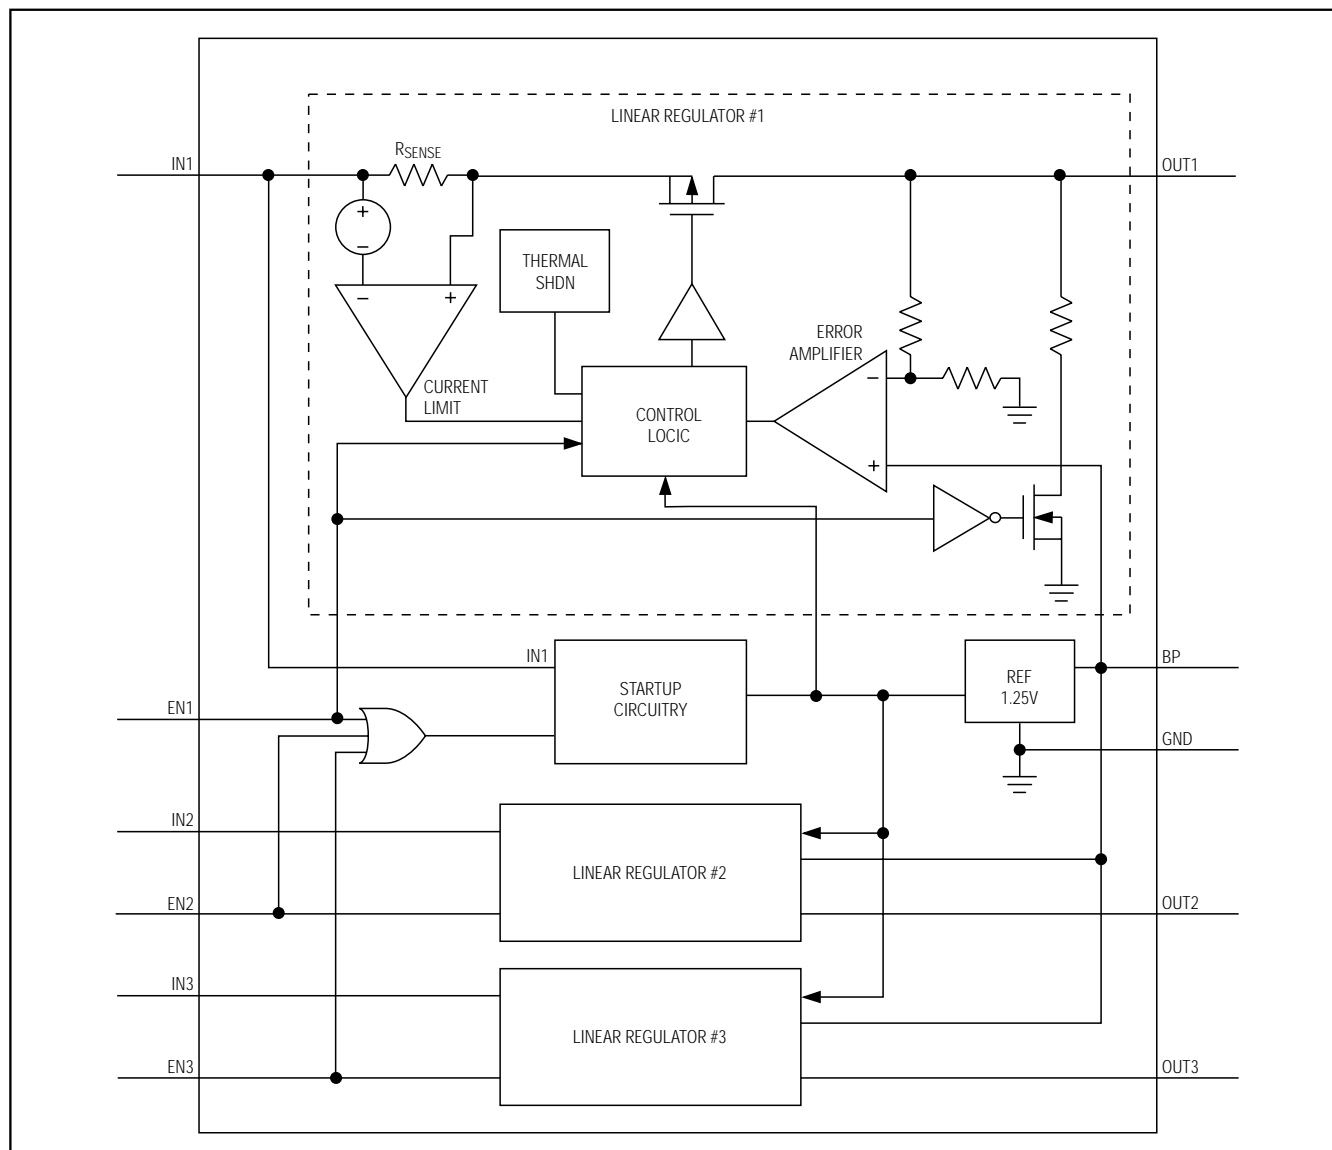 LINEAR REGULATOR #1
RSENSE
IN1
OUT1
+
−
THERMAL
SHDN
−
+
ERROR
AMPLIFIER
−
CURRENT
LIMIT
CONTROL
LOCIC
+
IN1
STARTUP
CIRCUITRY
REF
1.25V
BP
EN1
GND
IN2
LINEAR REGULATOR #2
EN2
OUT2
IN3
LINEAR REGULATOR #3
EN3
OUT3